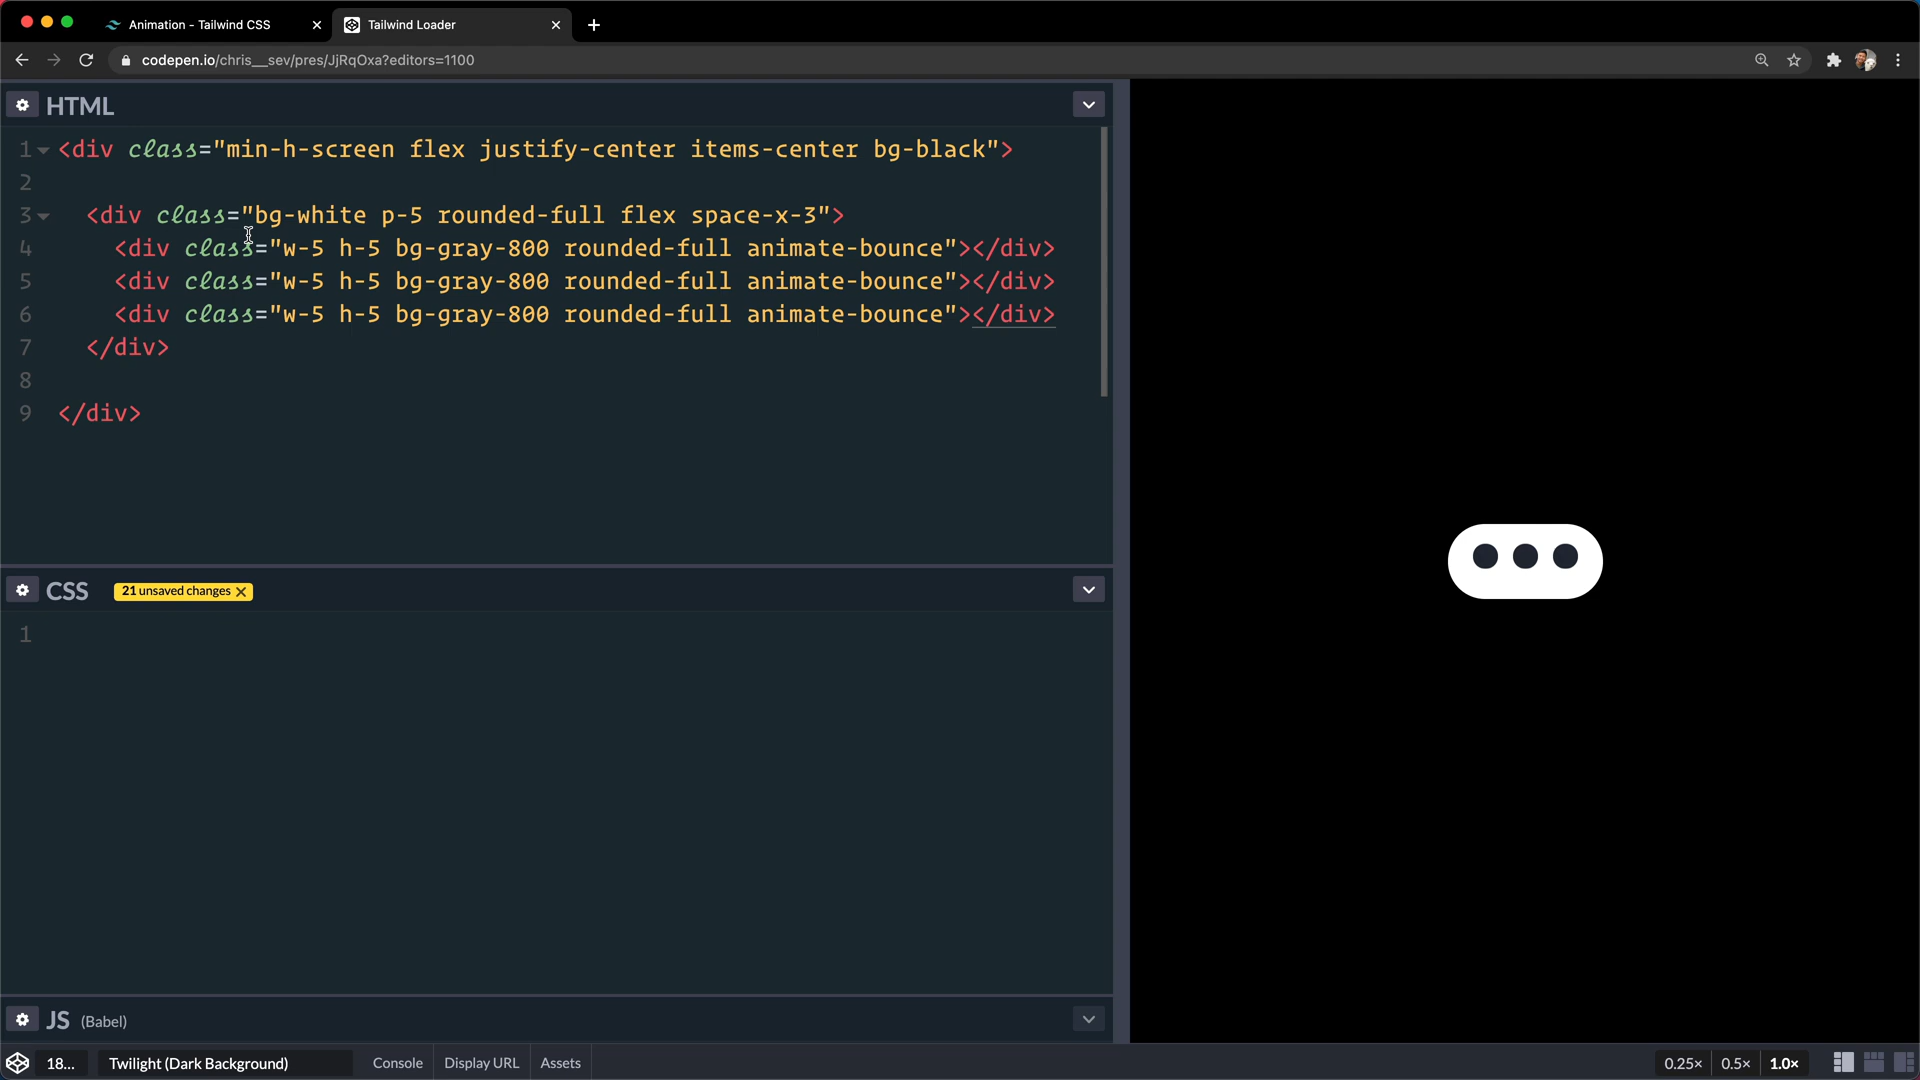 Animation - Tailwind CSS
Tailwind Loader
codepen.io/chris__sev/pres/JjRqOxa?editors=1100
HTML
1 <div class="min-h-screen flex justify-center items-center bg-black">
2
3 <div class="bg-white p-5 rounded-full flex space-x-3">
4 <div class="w-5 h-5 bg-gray-800 rounded-full animate-bounce"></div>
5 <div class="w-5 h-5 bg-gray-800 rounded-full animate-bounce"></div>
6 <div class="w-5 h-5 bg-gray-800 rounded-full animate-bounce"></div>
7 </div>
8
9 </div>
CSS 21 unsaved changes
1
JS (Babel)
18... Twilight (Dark Background) Console Display URL Assets 0.25× 0.5× 1.0×